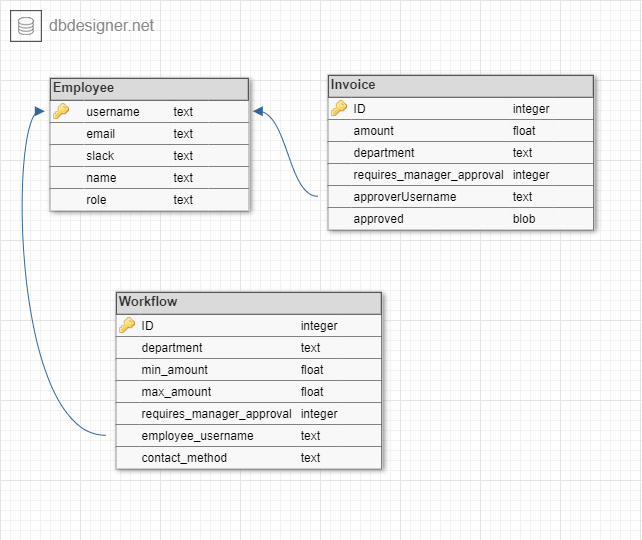 dbdesigner.net
Employee
username text
email text
slack text
name text
role text
Invoice
ID integer
amount float
department text
requires_manager_approval integer
approverUsername text
approved blob
Workflow
ID integer
department text
min_amount float
max_amount float
requires_manager_approval integer
employee_username text
contact_method text